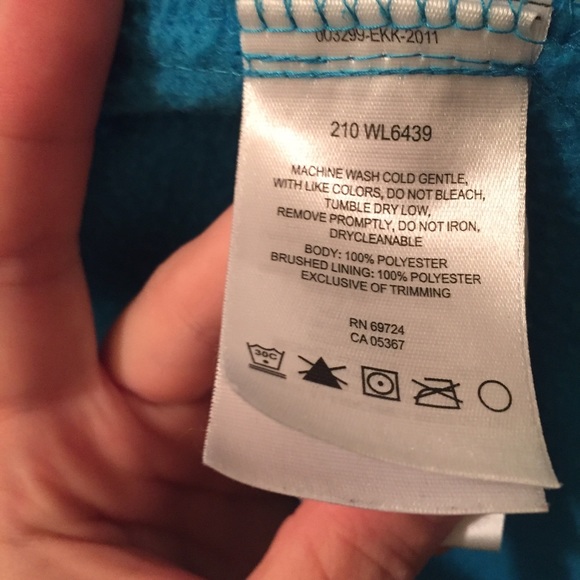 003299-EKK-2011
210 WL6439
MACHINE WASH COLD GENTLE,
WITH LIKE COLORS, DO NOT BLEACH,
TUMBLE DRY LOW,
REMOVE PROMPTLY, DO NOT IRON,
DRYCLEANABLE
BODY: 100% POLYESTER
BRUSHED LINING: 100% POLYESTER
EXCLUSIVE OF TRIMMING
RN 69724
CA 05367
30C